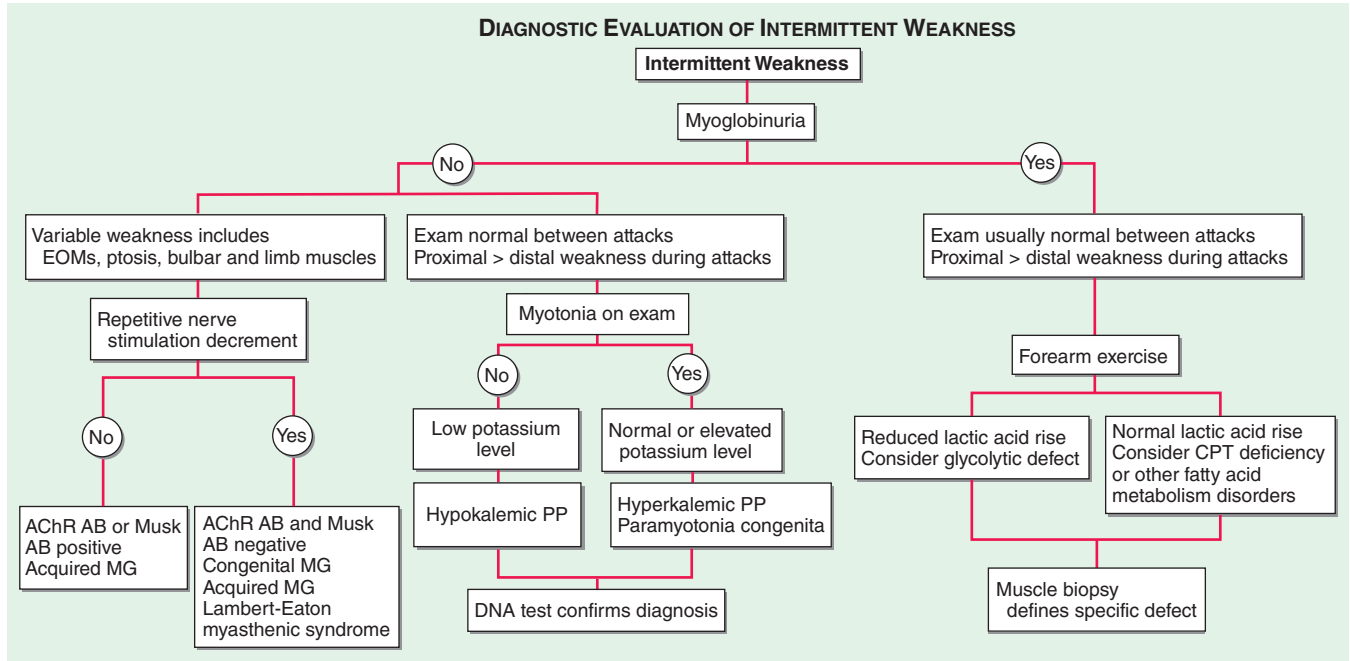 DIAGNOSTIC EVALUATION OF INTERMITTENT WEAKNESS
Intermittent Weakness
Myoglobinuria
No
Yes
Variable weakness includes
EOMs, ptosis, bulbar and limb muscles
Exam normal between attacks
Proximal > distal weakness during attacks
Exam usually normal between attacks
Proximal > distal weakness during attacks
Repetitive nerve
stimulation decrement
Myotonia on exam
Forearm exercise
No
Yes
No
Yes
AChR AB or Musk
AB positive
Acquired MG
AChR AB and Musk
AB negative
Congenital MG
Acquired MG
Lambert-Eaton
myasthenic syndrome
Low potassium
level
Normal or elevated
potassium level
Hypokalemic PP
Hyperkalemic PP
Paramyotonia congenita
DNA test confirms diagnosis
Reduced lactic acid rise
Consider glycolytic defect
Normal lactic acid rise
Consider CPT deficiency
or other fatty acid
metabolism disorders
Muscle biopsy
defines specific defect